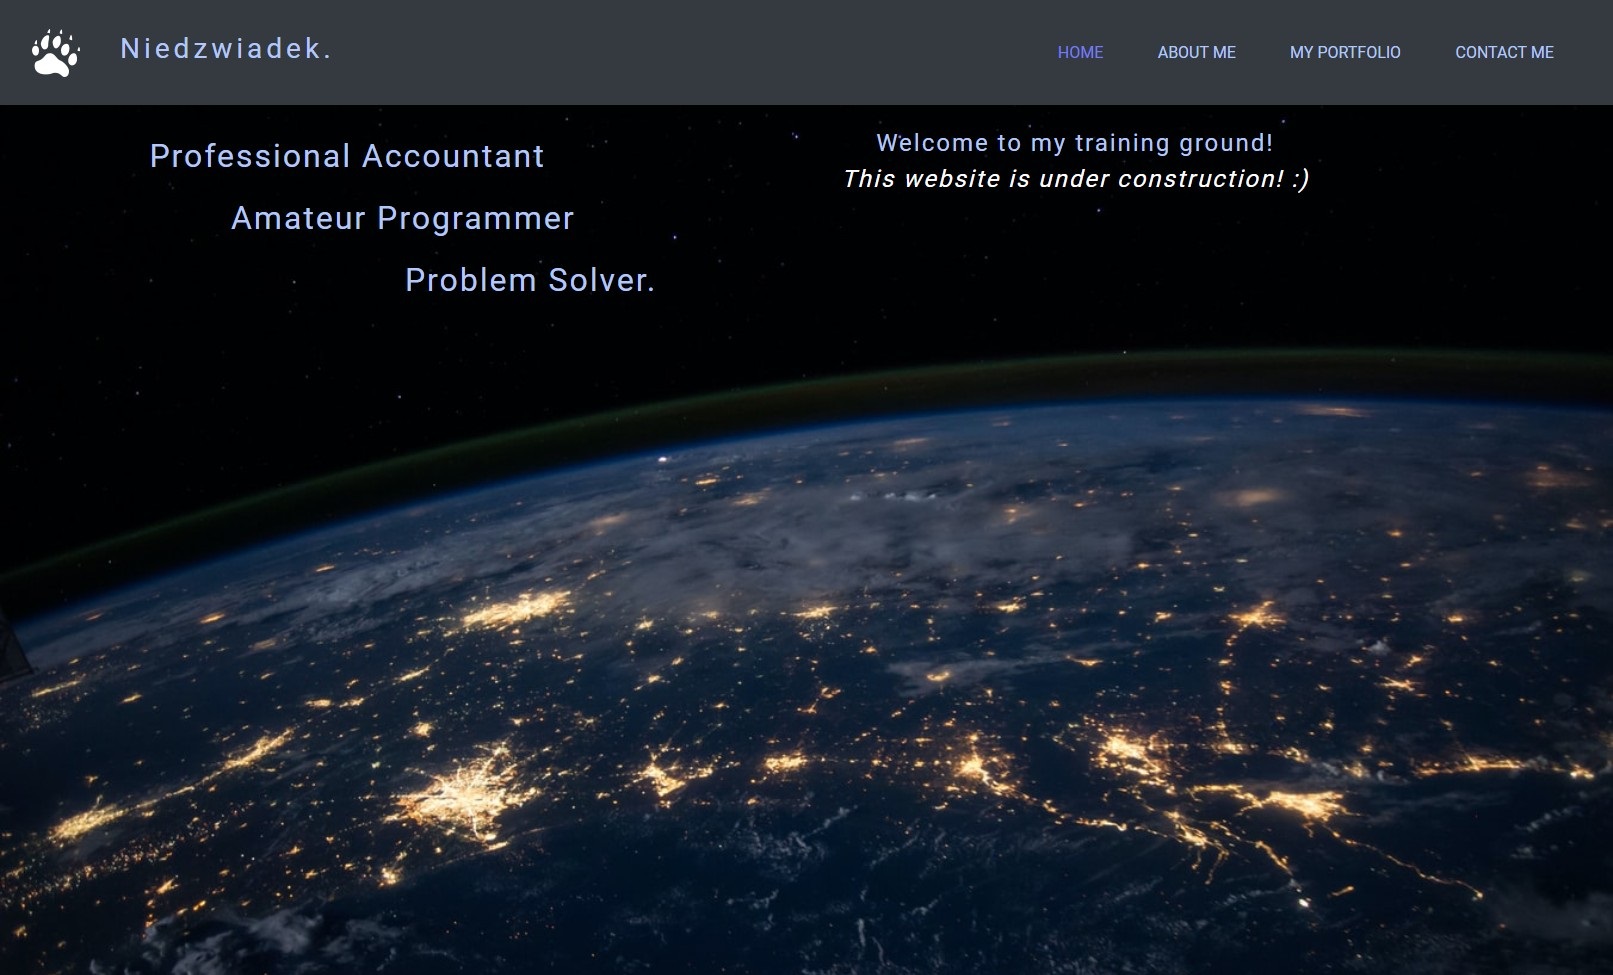 Niedzwiadek.
HOME ABOUT ME MY PORTFOLIO CONTACT ME
Professional Accountant
Amateur Programmer
Problem Solver.
Welcome to my training ground!
This website is under construction! :)